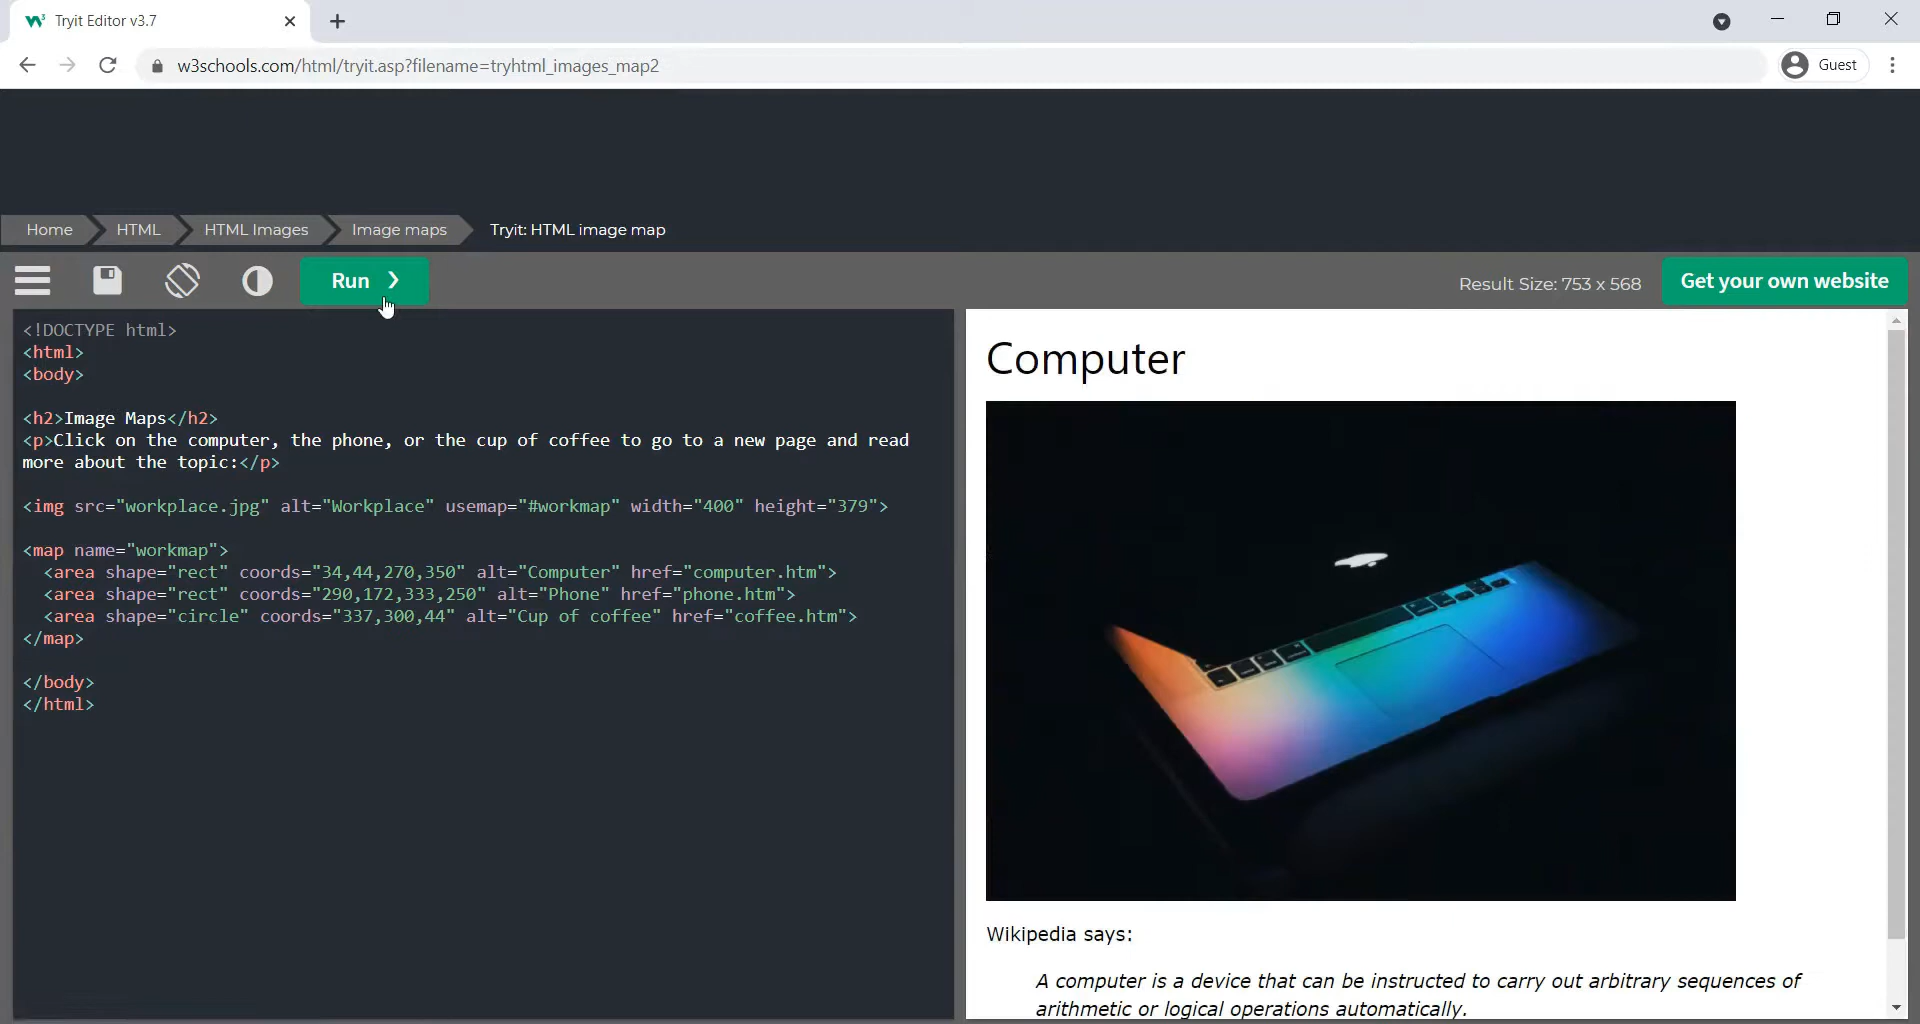 Tryit Editor v3.7
w3schools.com/html/tryit.asp?filename=tryhtml_images_map2
Guest
Home HTML HTML Images Image maps Tryit: HTML image map
Run ❯
Result Size: 753 x 568
Get your own website
<!DOCTYPE html>
<html>
<body>
<h2>Image Maps</h2>
<p>Click on the computer, the phone, or the cup of coffee to go to a new page and read
more about the topic:</p>
<img src="workplace.jpg" alt="Workplace" usemap="#workmap" width="400" height="379">
<map name="workmap">
<area shape="rect" coords="34,44,270,350" alt="Computer" href="computer.htm">
<area shape="rect" coords="290,172,333,250" alt="Phone" href="phone.htm">
<area shape="circle" coords="337,300,44" alt="Cup of coffee" href="coffee.htm">
</map>
</body>
</html>
Computer
Wikipedia says:
A computer is a device that can be instructed to carry out arbitrary sequences of
arithmetic or logical operations automatically.